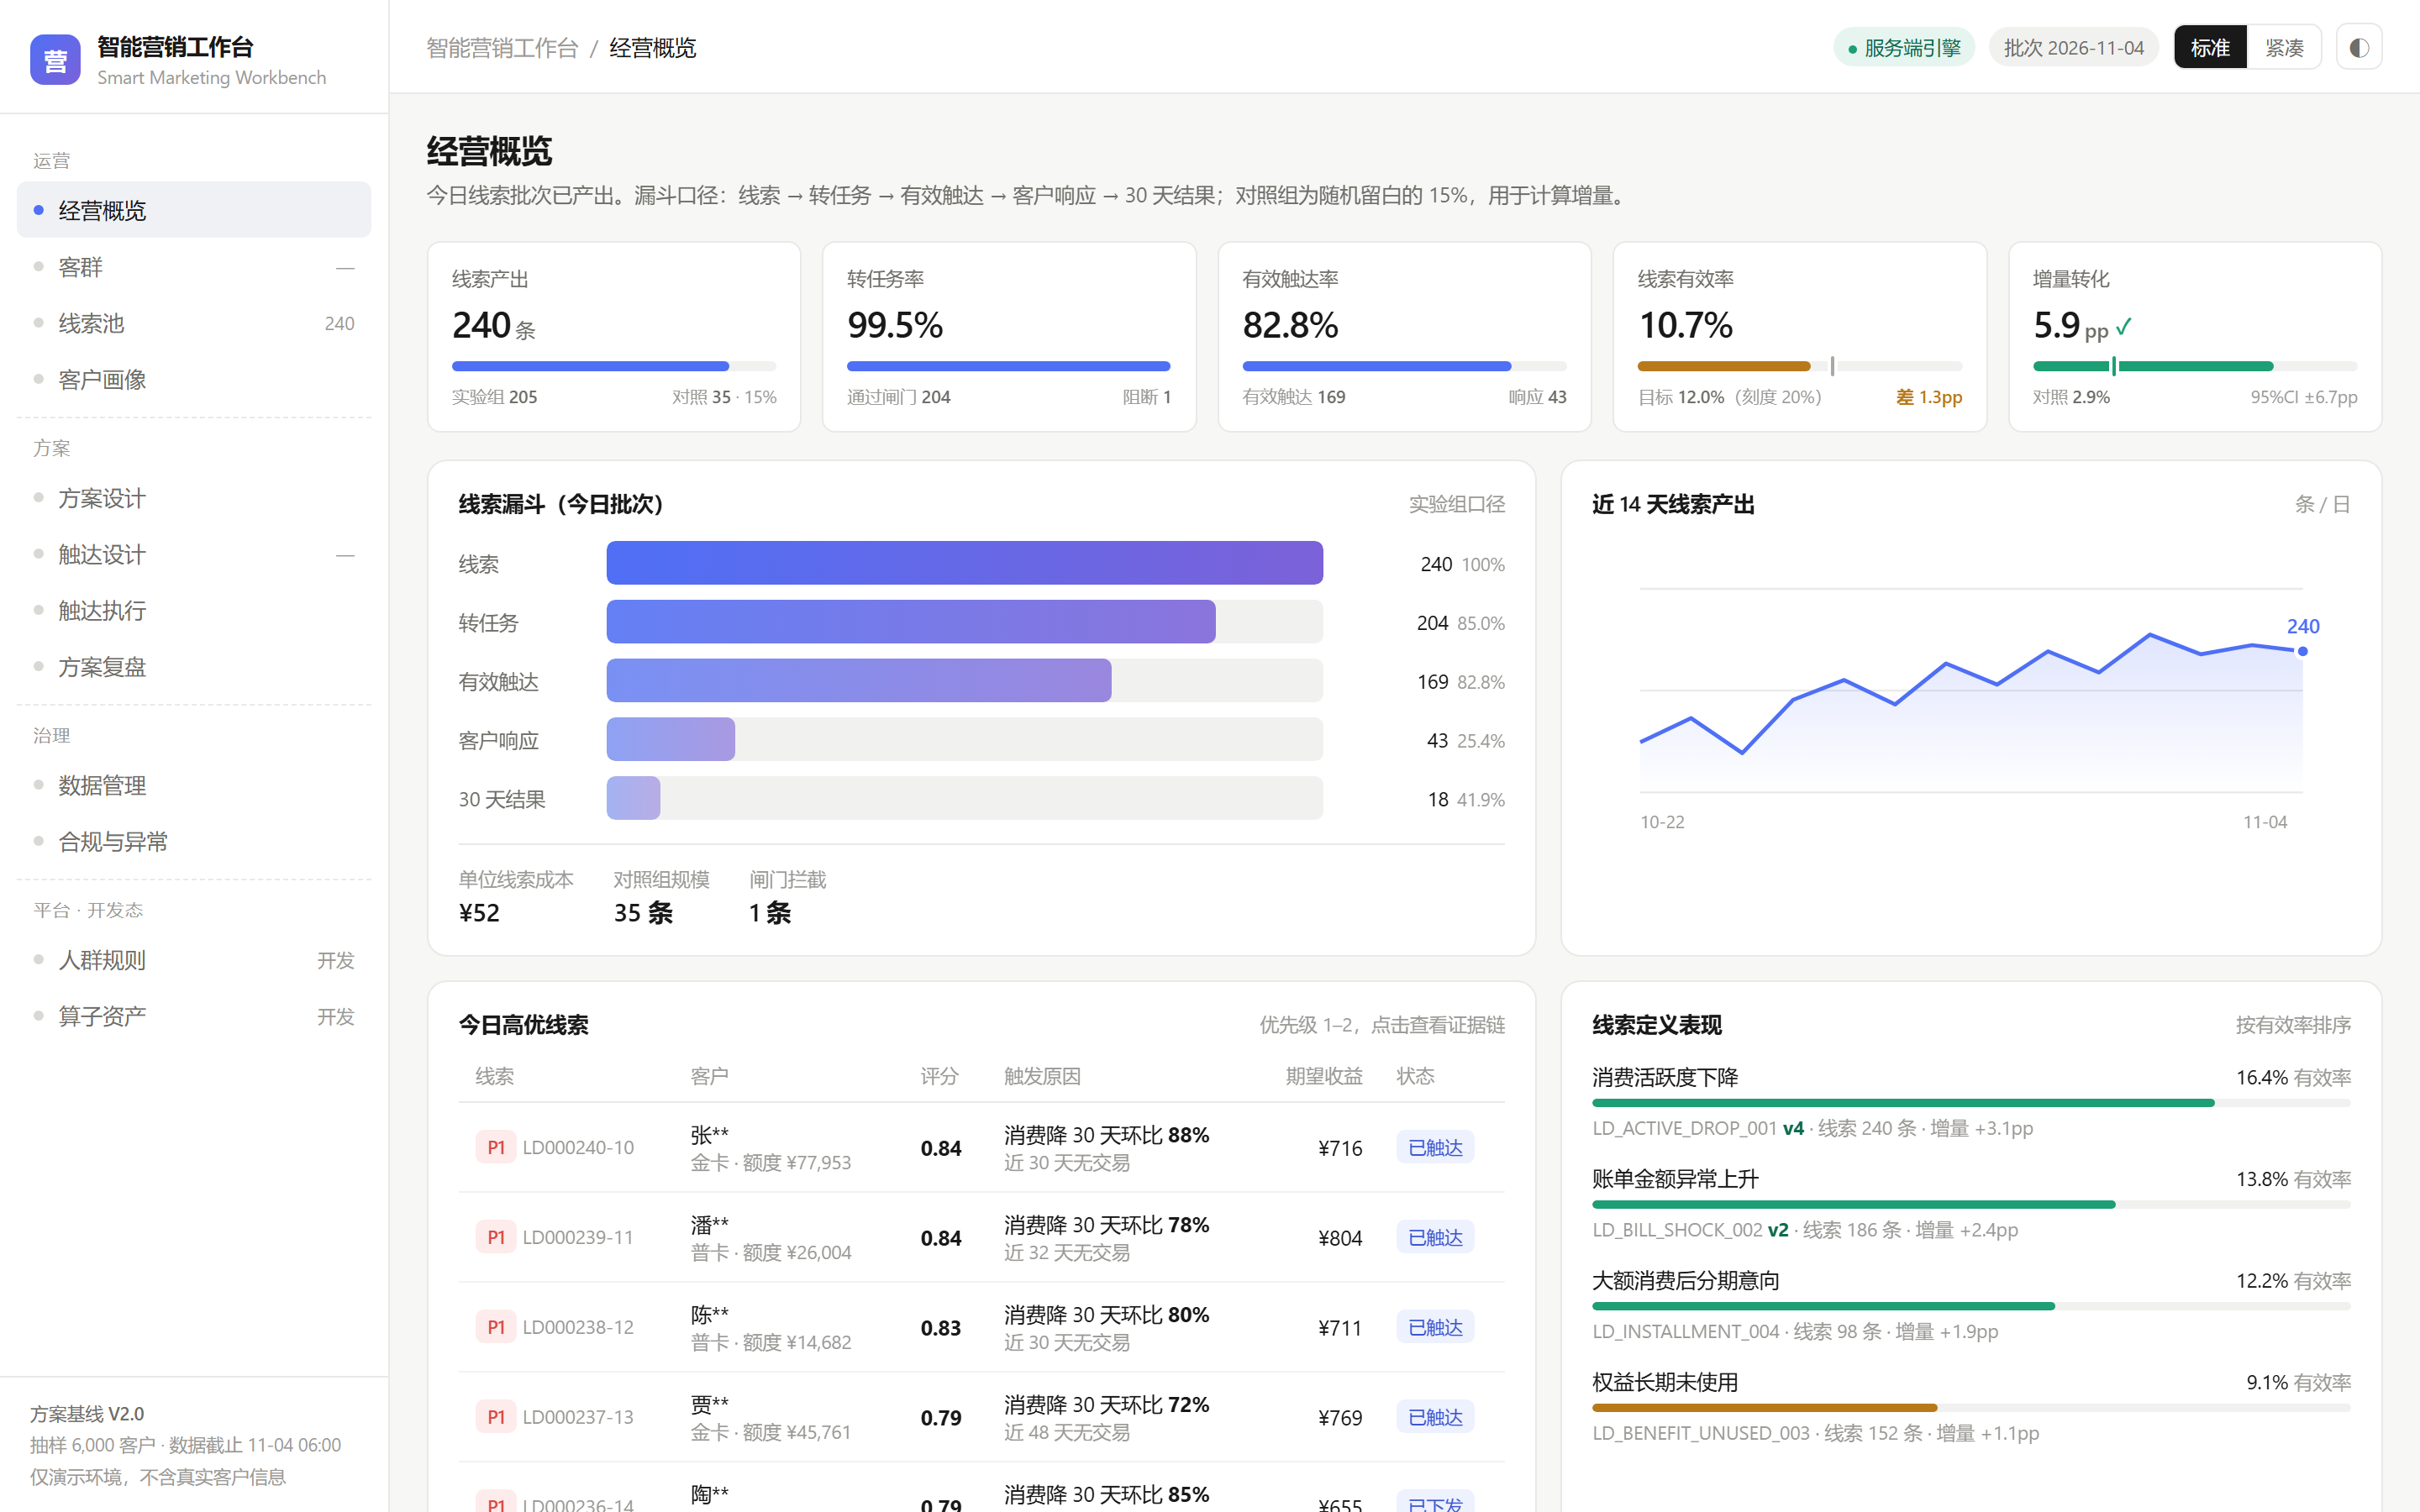 营
智能营销工作台
Smart Marketing Workbench
运营
经营概览
客群 —
线索池 240
客户画像
方案
方案设计
触达设计 —
触达执行
方案复盘
治理
数据管理
合规与异常
平台 · 开发态
人群规则 开发
算子资产 开发
方案基线 V2.0
抽样 6,000 客户 · 数据截止 11-04 06:00
仅演示环境，不含真实客户信息
智能营销工作台 / 经营概览
服务端引擎 批次 2026-11-04 标准 紧凑
经营概览
今日线索批次已产出。漏斗口径：线索 → 转任务 → 有效触达 → 客户响应 → 30 天结果；对照组为随机留白的 15%，用于计算增量。
线索产出
240 条
实验组 205 对照 35 · 15%
转任务率
99.5%
通过闸门 204 阻断 1
有效触达率
82.8%
有效触达 169 响应 43
线索有效率
10.7%
目标 12.0%（刻度 20%） 差 1.3pp
增量转化
5.9 pp ✓
对照 2.9% 95%CI ±6.7pp
线索漏斗（今日批次） 实验组口径
线索 240 100%
转任务 204 85.0%
有效触达 169 82.8%
客户响应 43 25.4%
30 天结果 18 41.9%
单位线索成本 对照组规模 闸门拦截
¥52 35 条 1 条
近 14 天线索产出 条 / 日
240
10-22 11-04
今日高优线索 优先级 1–2，点击查看证据链
线索 客户 评分 触发原因 期望收益 状态
P1 LD000240-10 张** 0.84 消费降 30 天环比 88% ¥716 已触达
金卡 · 额度 ¥77,953 近 30 天无交易
P1 LD000239-11 潘** 0.84 消费降 30 天环比 78% ¥804 已触达
普卡 · 额度 ¥26,004 近 32 天无交易
P1 LD000238-12 陈** 0.83 消费降 30 天环比 80% ¥711 已触达
普卡 · 额度 ¥14,682 近 30 天无交易
P1 LD000237-13 贾** 0.79 消费降 30 天环比 72% ¥769 已触达
金卡 · 额度 ¥45,761 近 48 天无交易
P1 LD000236-14 陶** 0.79 消费降 30 天环比 85% ¥655 已下发
线索定义表现 按有效率排序
消费活跃度下降 16.4% 有效率
LD_ACTIVE_DROP_001 v4 · 线索 240 条 · 增量 +3.1pp
账单金额异常上升 13.8% 有效率
LD_BILL_SHOCK_002 v2 · 线索 186 条 · 增量 +2.4pp
大额消费后分期意向 12.2% 有效率
LD_INSTALLMENT_004 · 线索 98 条 · 增量 +1.9pp
权益长期未使用 9.1% 有效率
LD_BENEFIT_UNUSED_003 · 线索 152 条 · 增量 +1.1pp